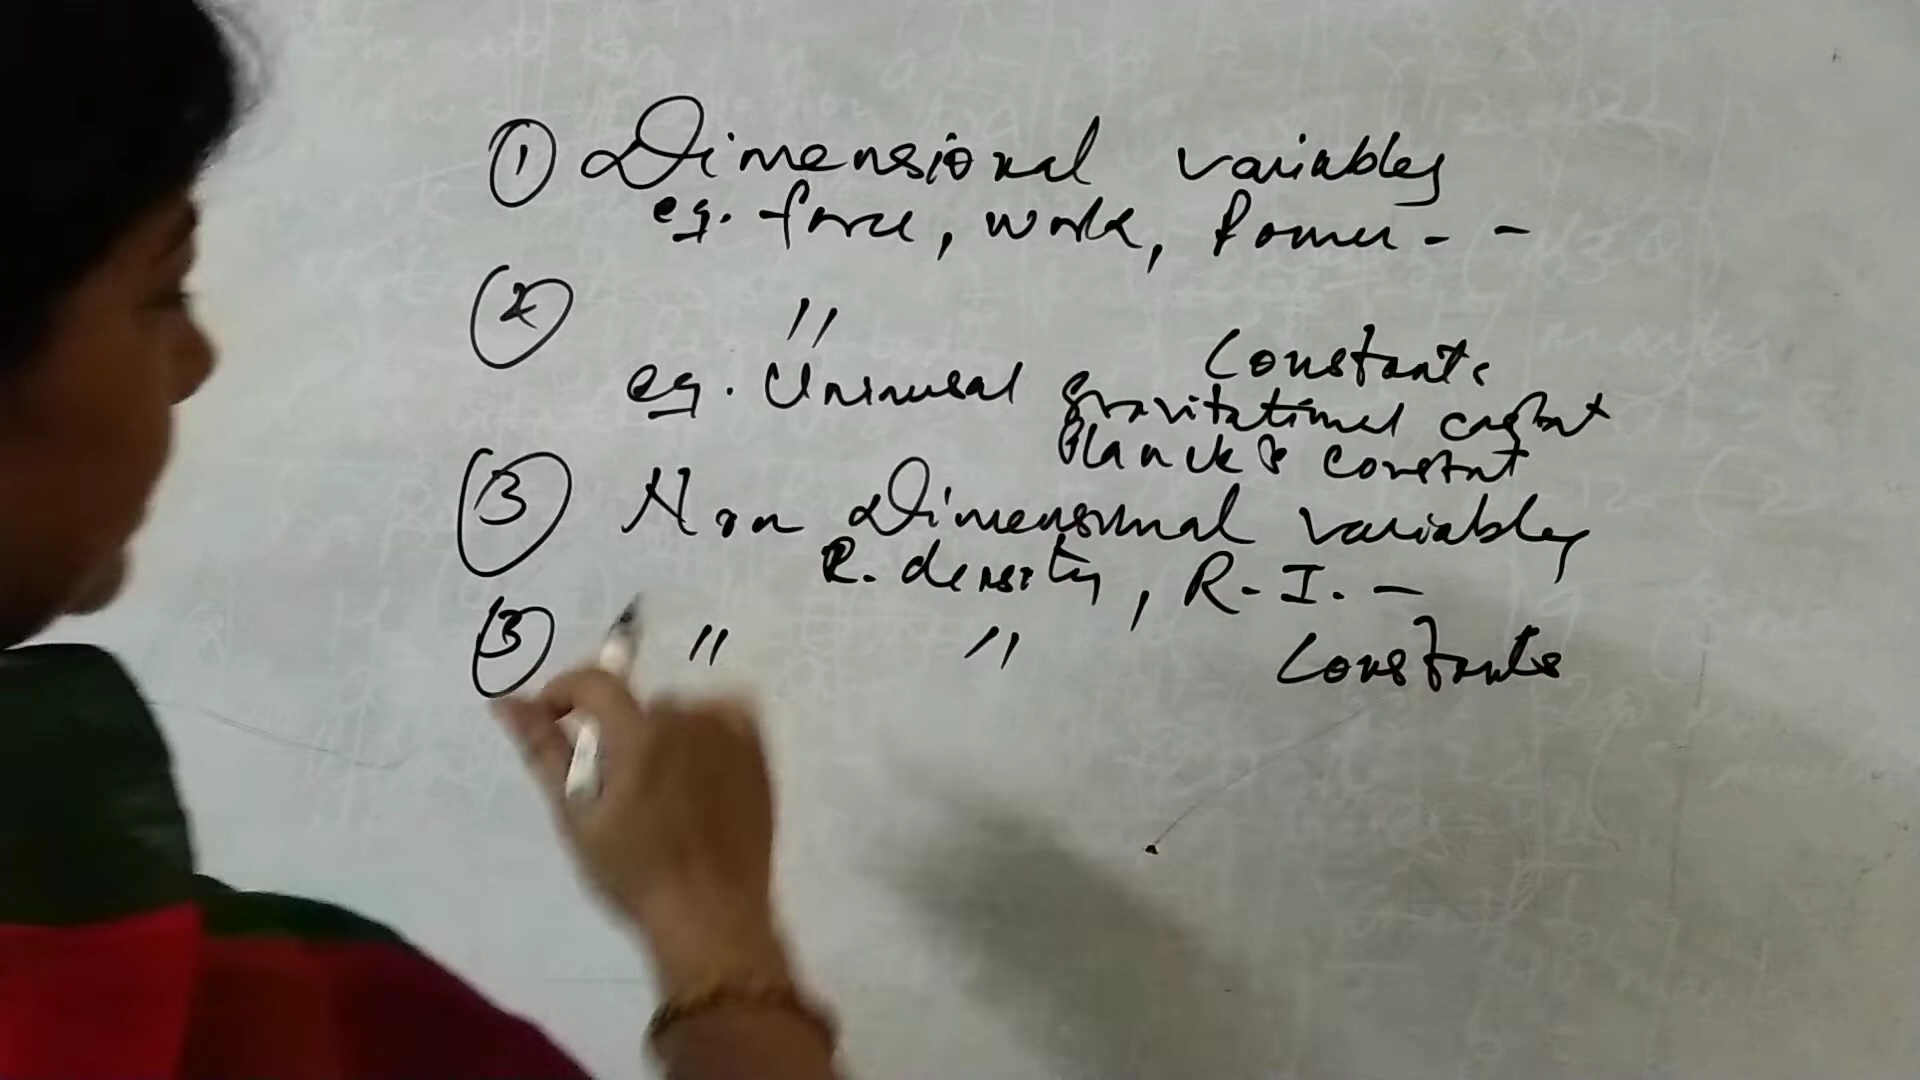 ① Dimensional variables
eg. force, work, Power - -
② " Constants
eg. Universal gravitational constant
Planck's constant
③ Non Dimensional variables
R. density, R. I. -
③ " " Constants